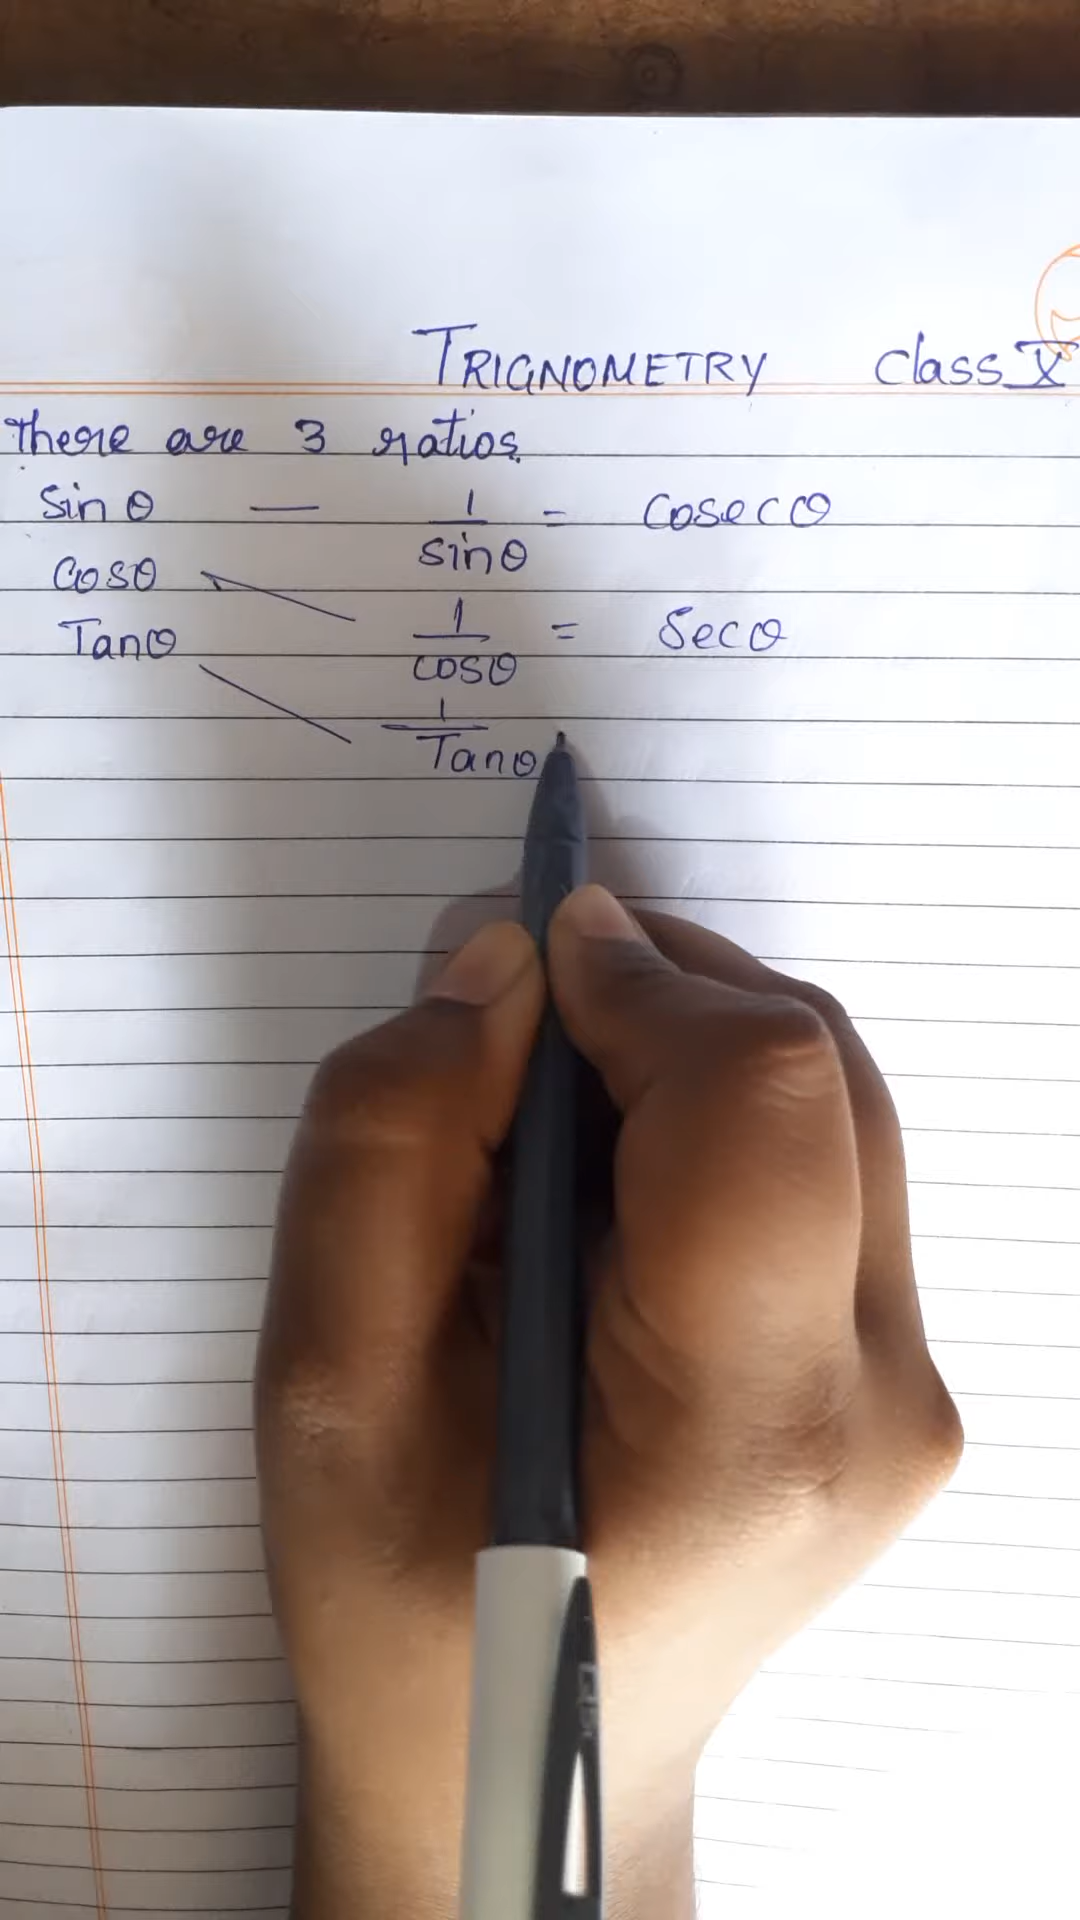 TRIGNOMETRY Class X
There are 3 ratios.
Sin θ — 1/sinθ = Cosecθ
Cosθ 1/cosθ = Secθ
Tanθ 1/Tanθ